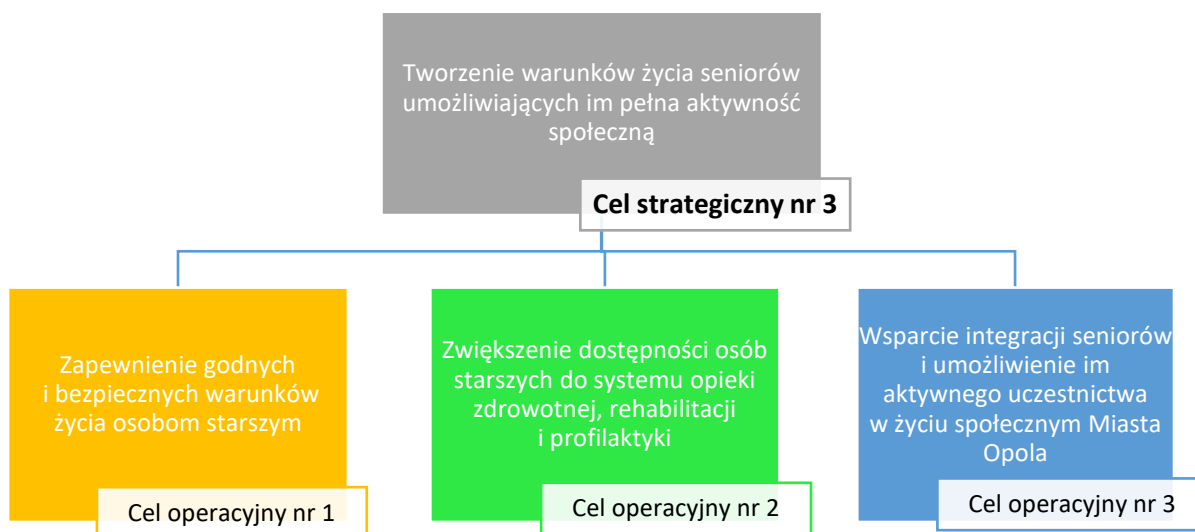 Tworzenie warunków życia seniorów
umożliwiających im pełna aktywność
społeczną
Cel strategiczny nr 3
Zapewnienie godnych
i bezpiecznych warunków
życia osobom starszym
Cel operacyjny nr 1
Zwiększenie dostępności osób
starszych do systemu opieki
zdrowotnej, rehabilitacji
i profilaktyki
Cel operacyjny nr 2
Wsparcie integracji seniorów
i umożliwienie im
aktywnego uczestnictwa
w życiu społecznym Miasta
Opola
Cel operacyjny nr 3